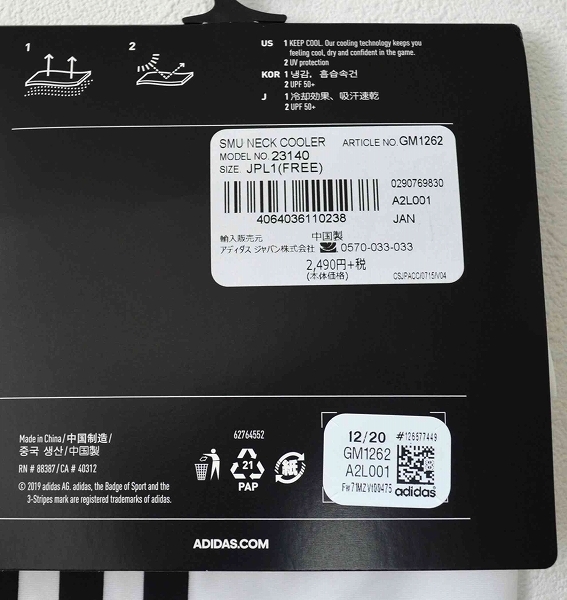 1
2
US 1 KEEP COOL. Our cooling technology keeps you
feeling cool, dry and confident in the game.
2 UV protection
KOR 1 냉감, 흡습속건
2 UPF 50+
J 1 冷却効果、吸汗速乾
2 UPF 50+
SMU NECK COOLER ARTICLE NO. GM1262
MODEL NO. 23140
SIZE. JPL1(FREE)
0290769830
A2L001
4064036110238 JAN
輸入販売元 中国製
アディダス ジャパン株式会社 0570-033-033
2,490円+税
(本体価格)
CSJPACC/0715/V04
Made in China/中国制造/
중국 생산/中国製
RN # 88387/CA # 40312
© 2019 adidas AG. adidas, the Badge of Sport and the
3-Stripes mark are registered trademarks of adidas.
62764552
21
PAP
紙
12/20 #126577449
GM1262
A2L001
adidas
ADIDAS.COM